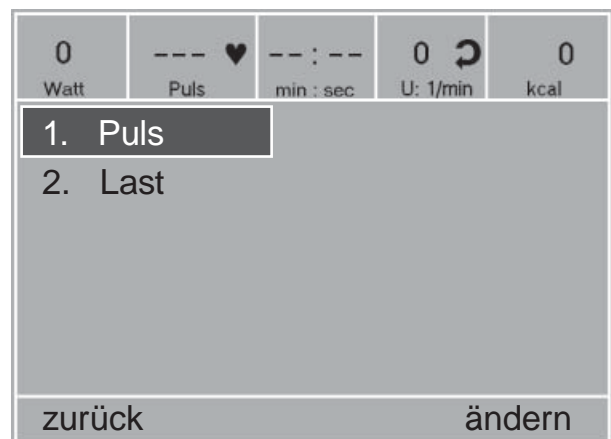 0 --- ♥ --:-- 0 0
Watt Puls min : sec U: 1/min kcal
1. Puls
2. Last
zurück ändern